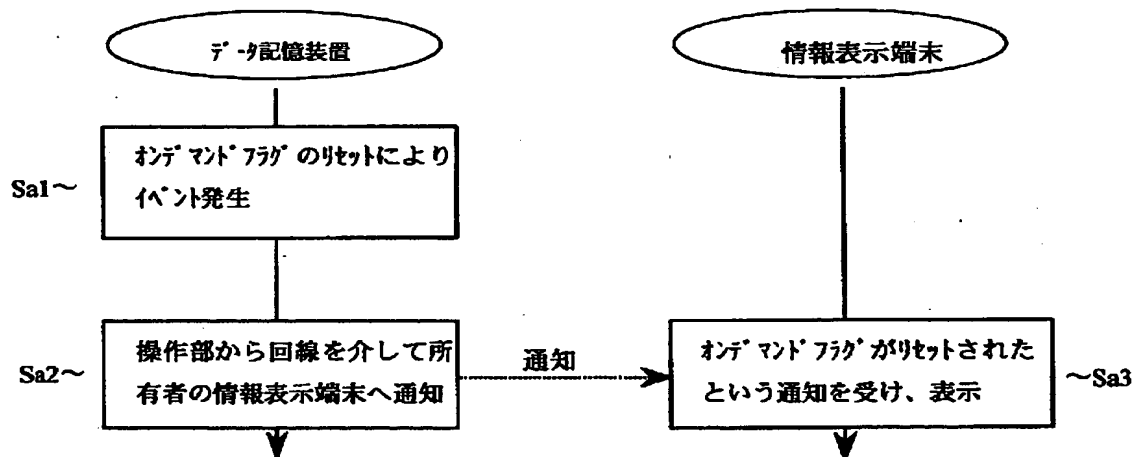 ﾃﾞｰﾀ記憶装置
情報表示端末
Sa1～
ｵﾝﾃﾞﾏﾝﾄﾞﾌﾗｸﾞのﾘｾｯﾄにより
ｲﾍﾞﾝﾄ発生
Sa2～
操作部から回線を介して所
有者の情報表示端末へ通知
通知
ｵﾝﾃﾞﾏﾝﾄﾞﾌﾗｸﾞがﾘｾｯﾄされた
という通知を受け、表示
～Sa3